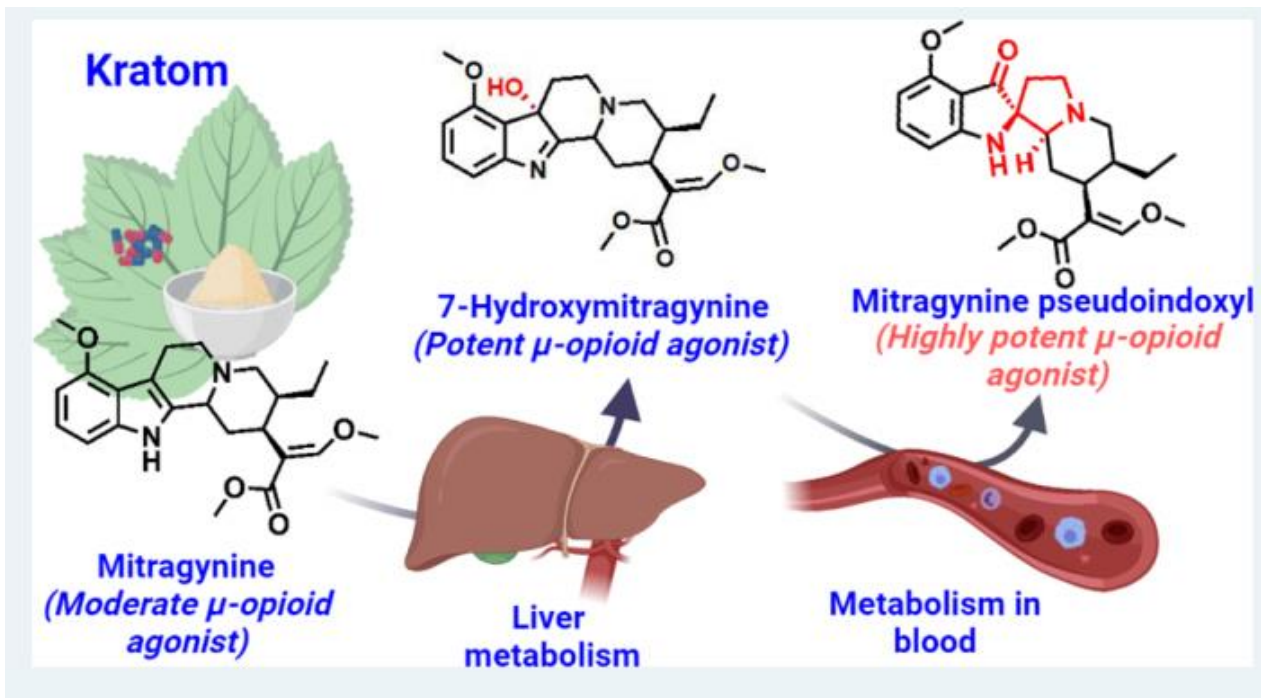 Kratom
Mitragynine
(Moderate μ-opioid
agonist)
Liver
metabolism
7-Hydroxymitragynine
(Potent μ-opioid agonist)
Metabolism in
blood
Mitragynine pseudoindoxyl
(Highly potent μ-opioid
agonist)
O
N
N
H
O
O
O
O
HO
N
N
O
O
O
O
O
N
N
H
H
O
O
O